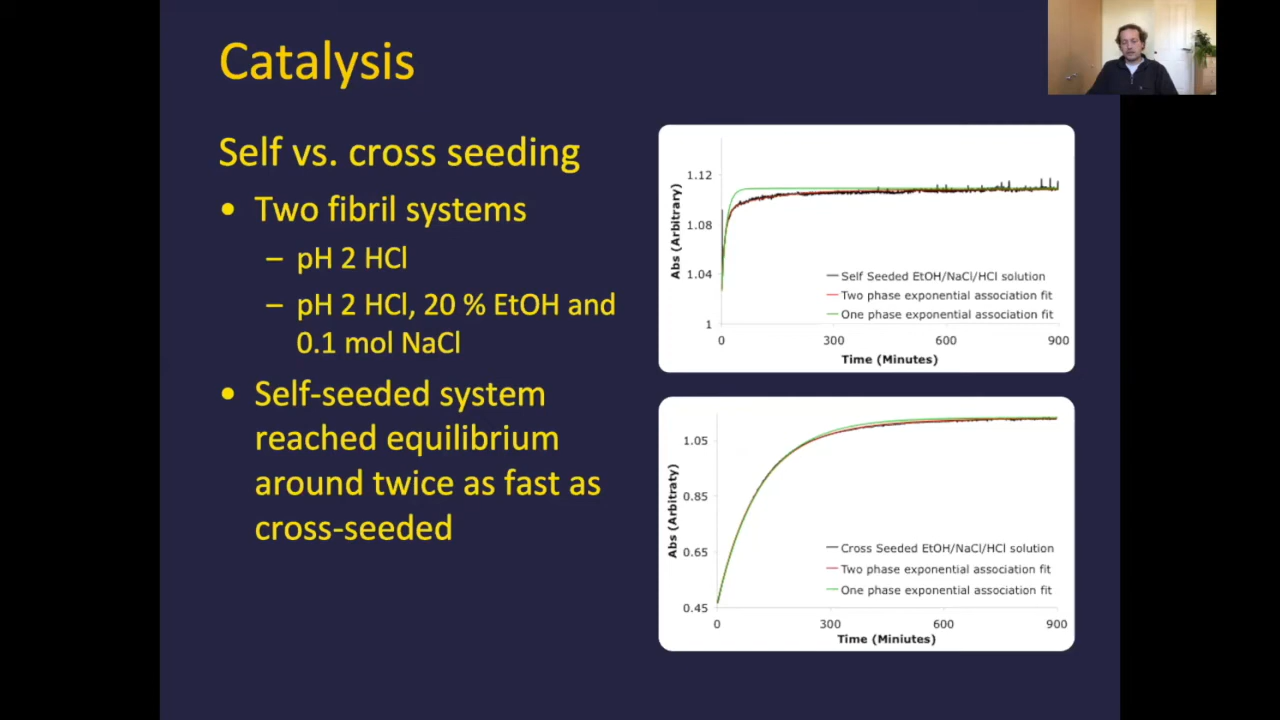 Catalysis
Self vs. cross seeding
• Two fibril systems
– pH 2 HCl
– pH 2 HCl, 20 % EtOH and
0.1 mol NaCl
• Self-seeded system
reached equilibrium
around twice as fast as
cross-seeded
Abs (Arbitrary)
1.12
1.08
1.04
1
0 300 600 900
Time (Minutes)
Self Seeded EtOH/NaCl/HCl solution
Two phase exponential association fit
One phase exponential association fit
Abs (Arbitraty)
1.05
0.85
0.65
0.45
0 300 600 900
Time (Miniutes)
Cross Seeded EtOH/NaCl/HCl solution
Two phase exponential association fit
One phase exponential association fit